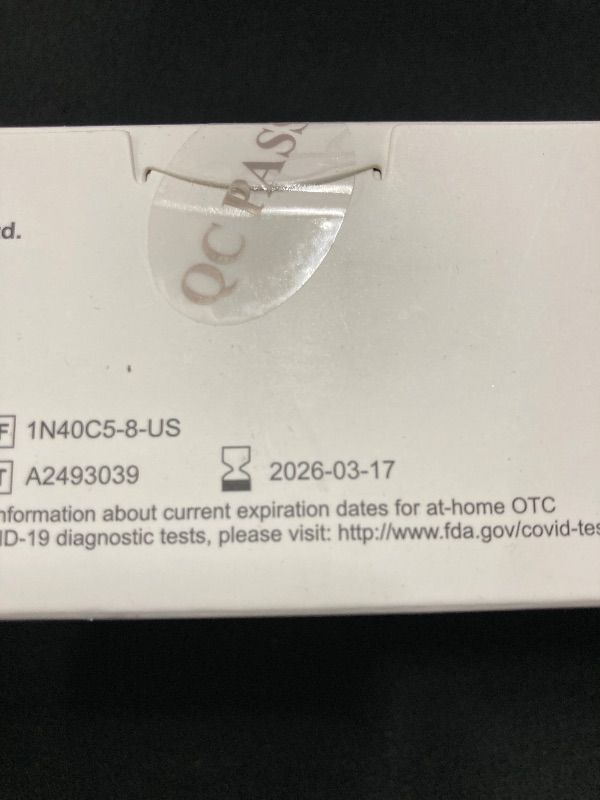 QC PASS
rd.
F 1N40C5-8-US
T A2493039 2026-03-17
nformation about current expiration dates for at-home OTC
ID-19 diagnostic tests, please visit: http://www.fda.gov/covid-tes